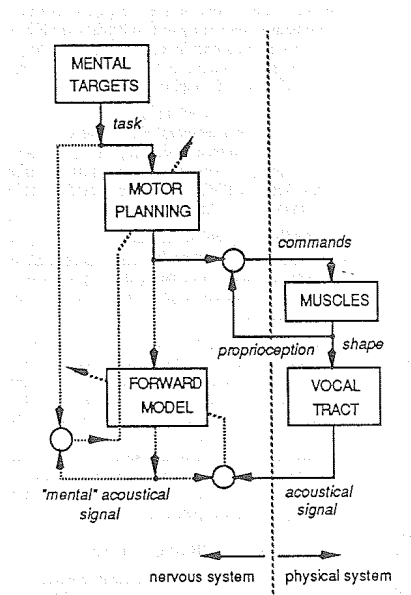 MENTAL
TARGETS
task
MOTOR
PLANNING
commands
MUSCLES
proprioception
shape
FORWARD
MODEL
VOCAL
TRACT
"mental" acoustical
signal
acoustical
signal
nervous system
physical system